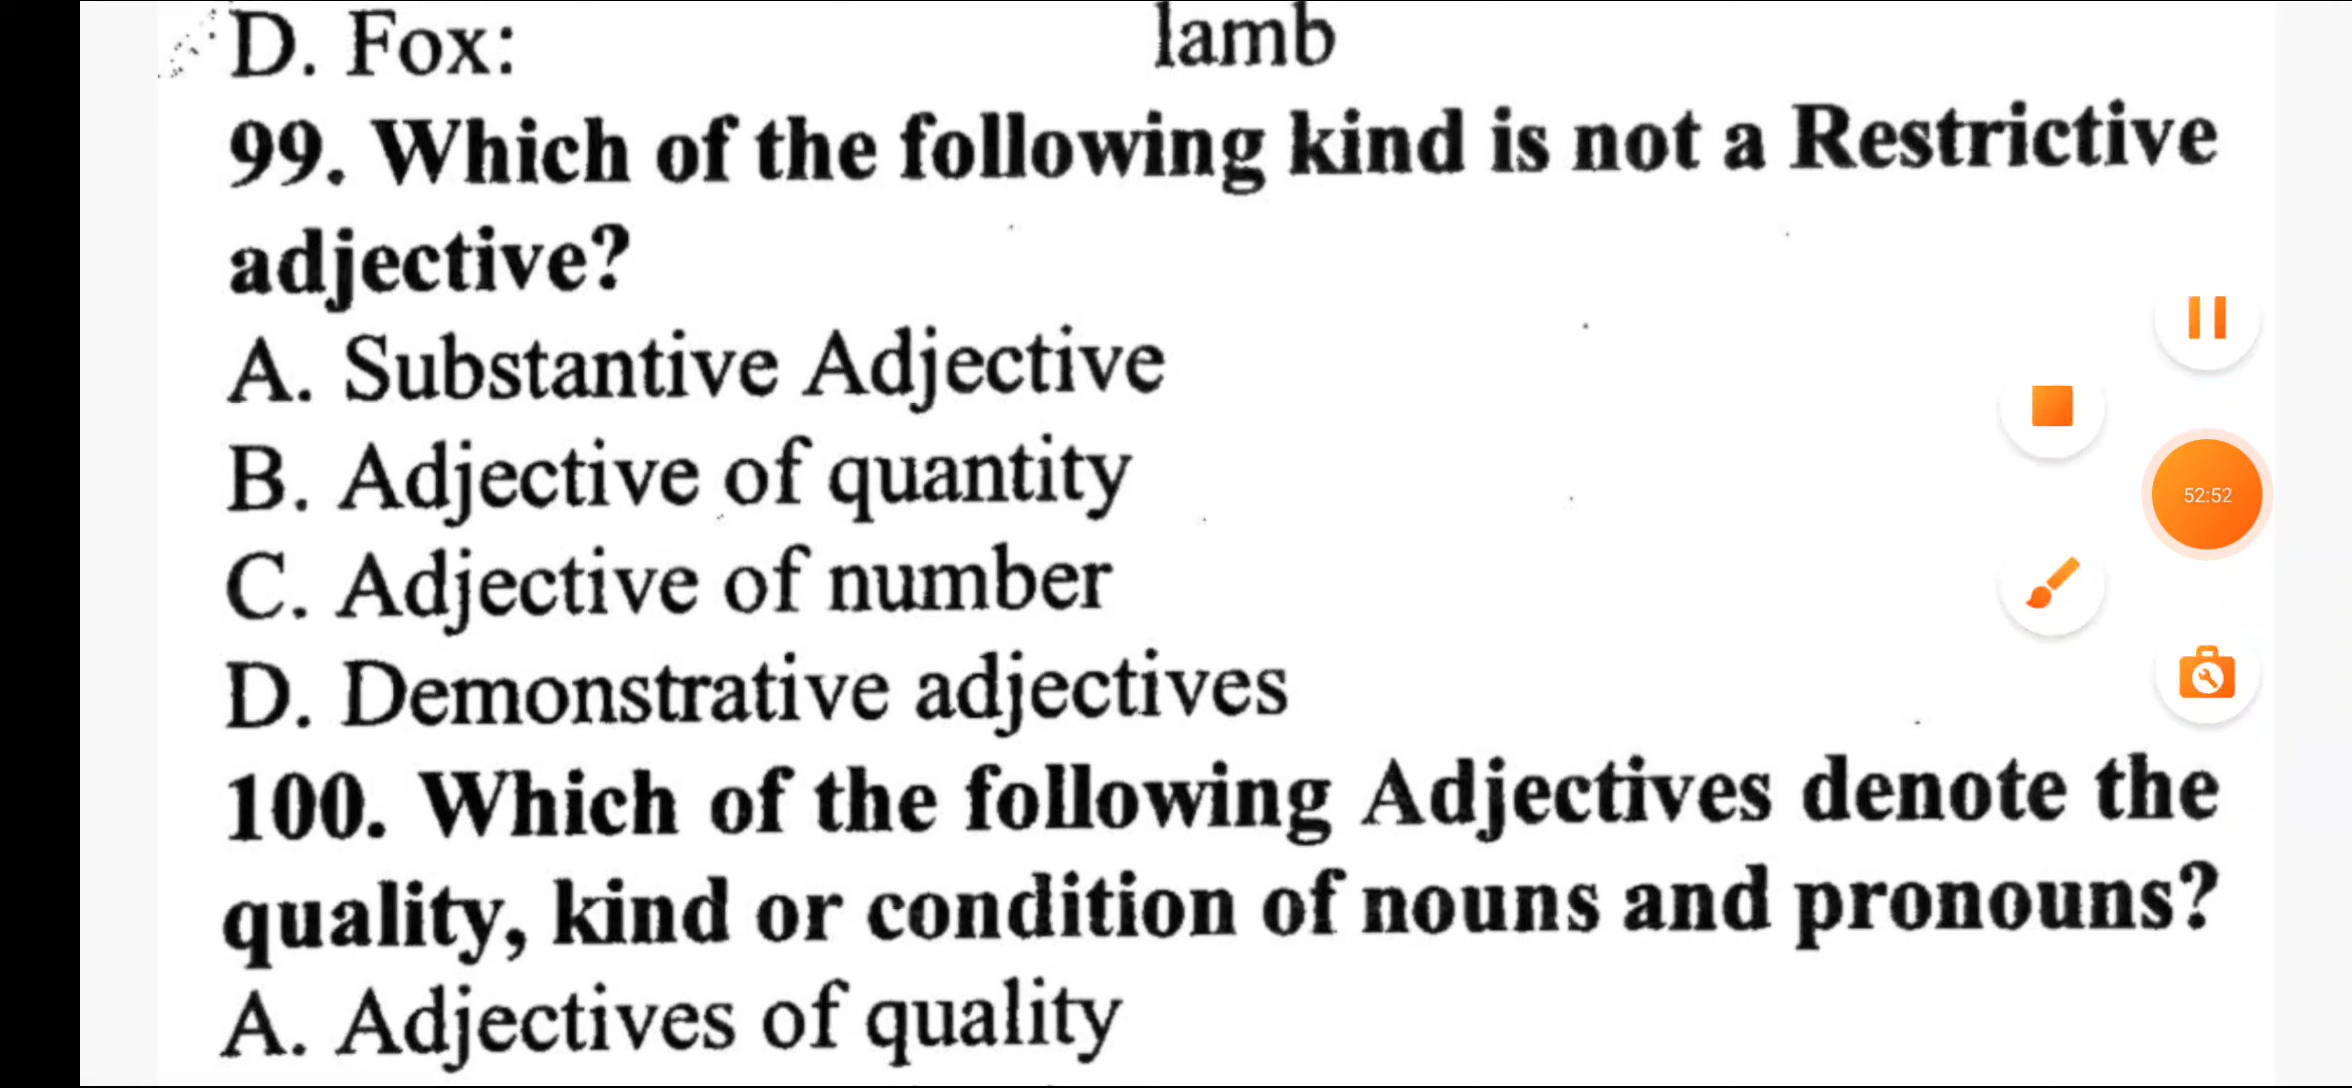 D. Fox: lamb
99. Which of the following kind is not a Restrictive
adjective?
A. Substantive Adjective
B. Adjective of quantity
52:52
C. Adjective of number
D. Demonstrative adjectives
100. Which of the following Adjectives denote the
quality, kind or condition of nouns and pronouns?
A. Adjectives of quality